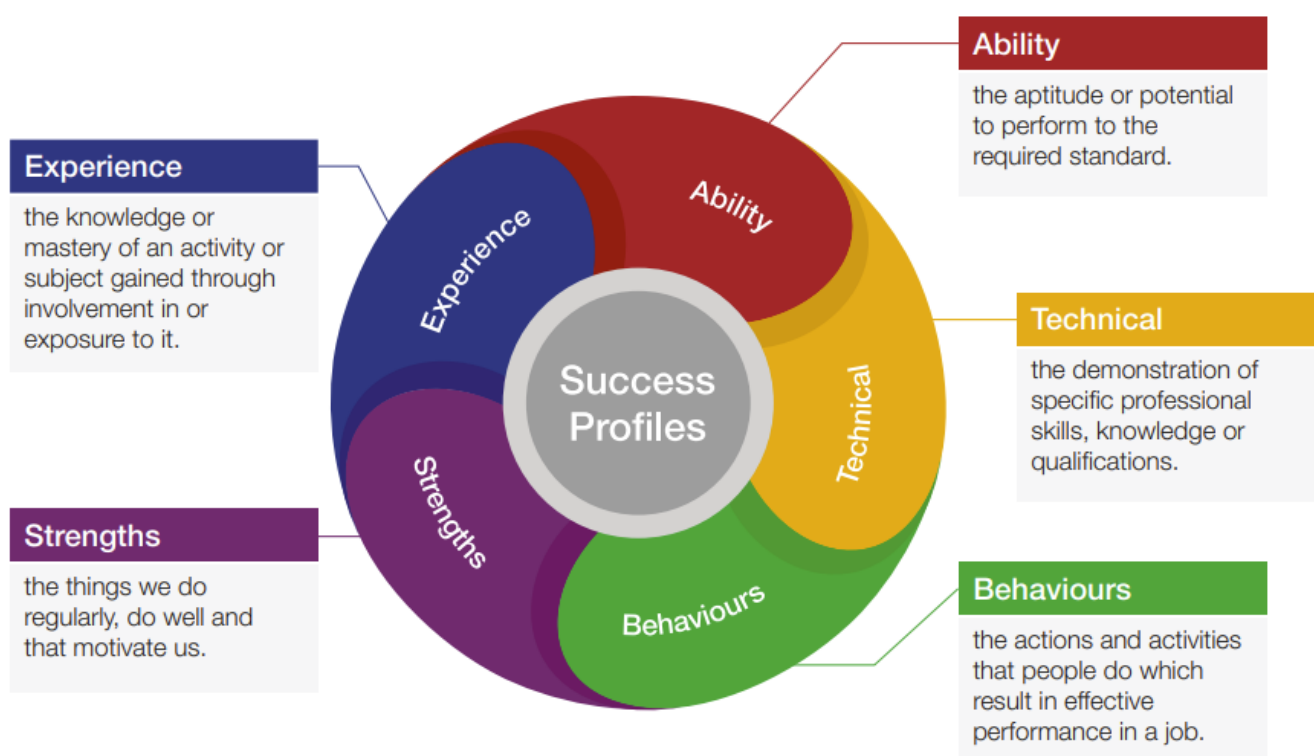 Ability
the aptitude or potential
to perform to the
required standard.
Experience
the knowledge or
mastery of an activity or
subject gained through
involvement in or
exposure to it.
Technical
the demonstration of
specific professional
skills, knowledge or
qualifications.
Strengths
the things we do
regularly, do well and
that motivate us.
Behaviours
the actions and activities
that people do which
result in effective
performance in a job.
Ability
Experience
Technical
Strengths
Behaviours
Success
Profiles